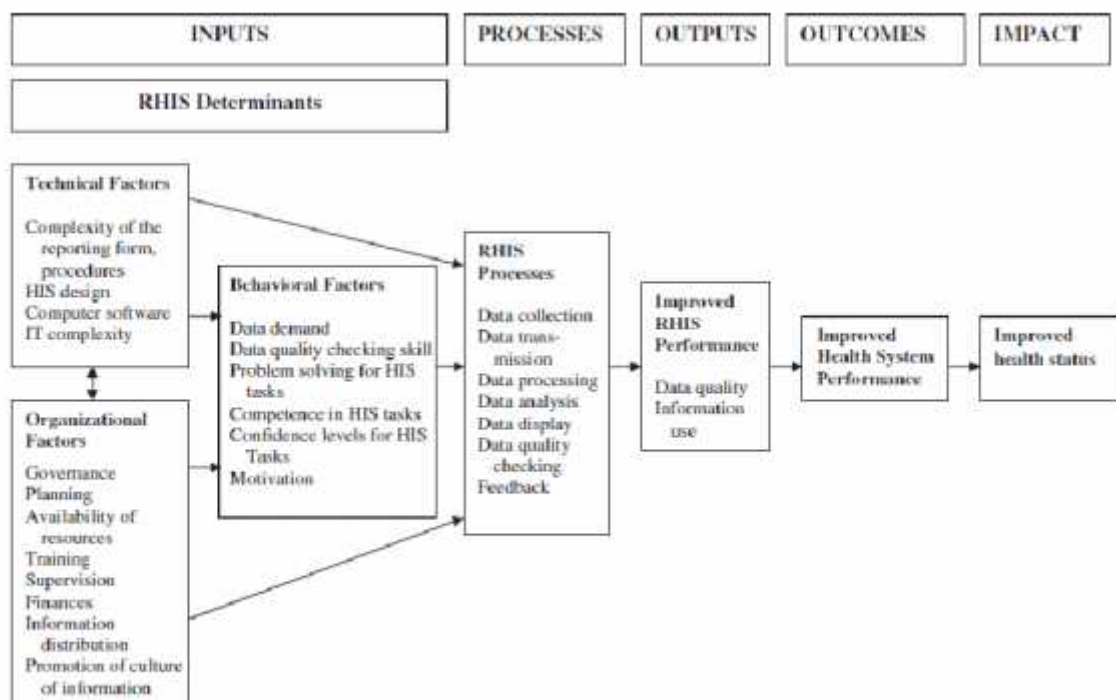 INPUTS
PROCESSES
OUTPUTS
OUTCOMES
IMPACT
RHIS Determinants
Technical Factors
Complexity of the
reporting form,
procedures
HIS design
Computer software
IT complexity
Organizational
Factors
Governance
Planning
Availability of
resources
Training
Supervision
Finances
Information
distribution
Promotion of culture
of information
Behavioral Factors
Data demand
Data quality checking skill
Problem solving for HIS
tasks
Competence in HIS tasks
Confidence levels for HIS
Tasks
Motivation
RHIS
Processes
Data collection
Data trans-
mission
Data processing
Data analysis
Data display
Data quality
checking
Feedback
Improved
RHIS
Performance
Data quality
Information
use
Improved
Health System
Performance
Improved
health status